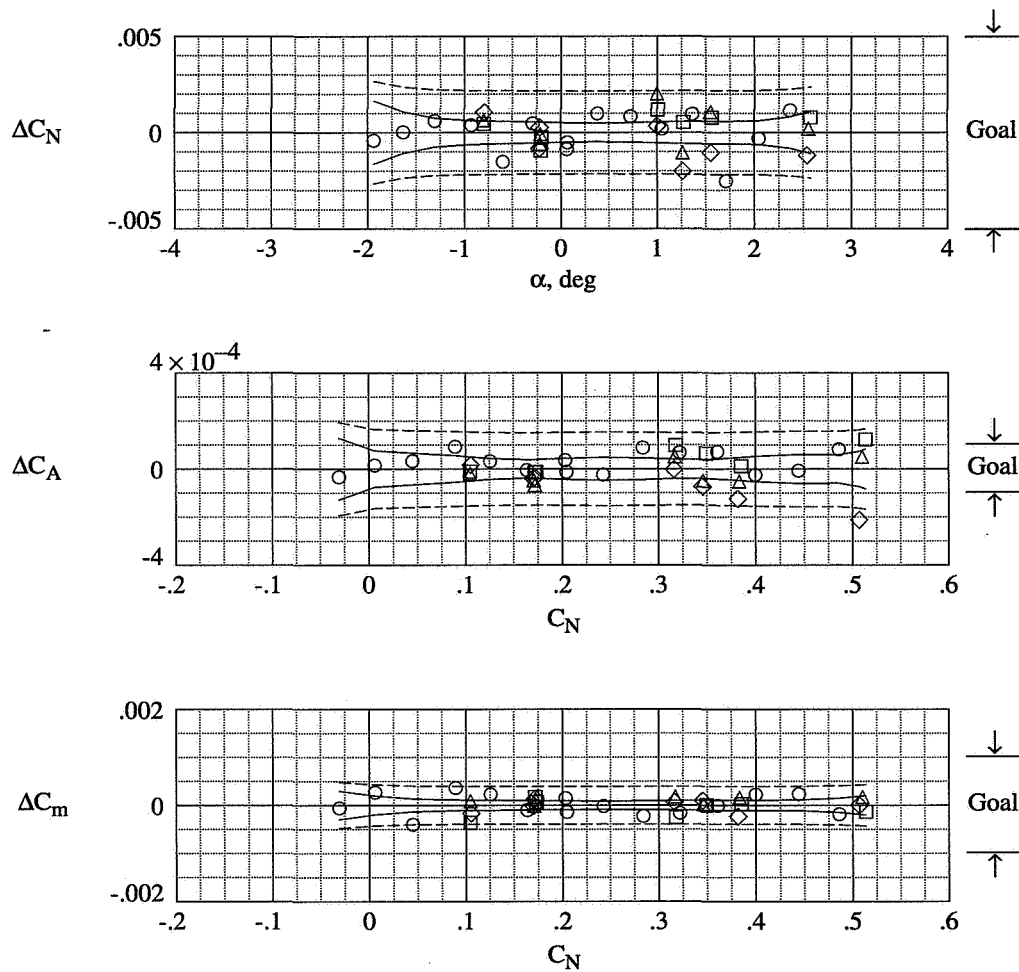 .005
ΔC_N
0
-.005
Goal
-4 -3 -2 -1 0 1 2 3 4
α, deg
4 × 10⁻⁴
ΔC_A
0
-4
Goal
-.2 -.1 0 .1 .2 .3 .4 .5 .6
C_N
.002
ΔC_m
0
-.002
Goal
-.2 -.1 0 .1 .2 .3 .4 .5 .6
C_N